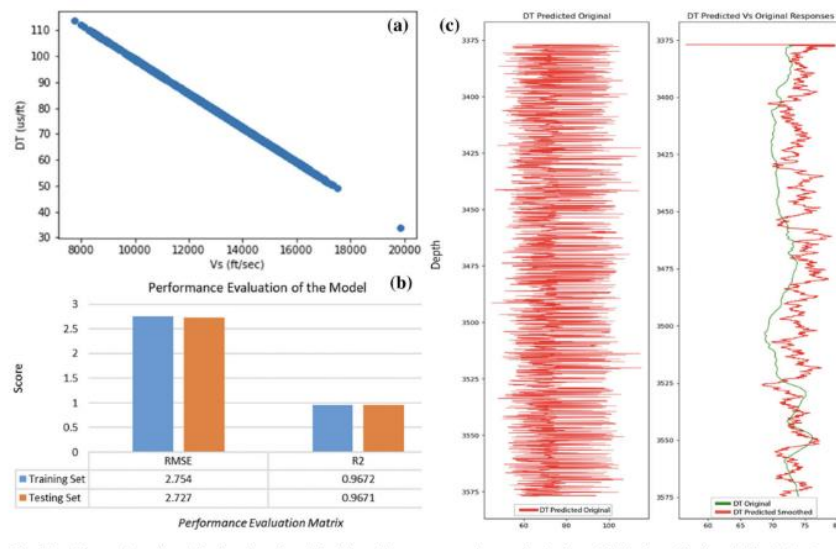 (a)
DT (us/ft)
110
100
90
80
70
60
50
40
30
8000 10000 12000 14000 16000 18000 20000
Vs (ft/sec)
(b)
Performance Evaluation of the Model
Score
3
2.5
2
1.5
1
0.5
0
RMSE R2
Training Set 2.754 0.9672
Testing Set 2.727 0.9671
Performance Evaluation Matrix
(c)
DT Predicted Original
Depth
3375
3400
3425
3450
3475
3500
3525
3550
3575
60 80 100
DT Predicted Original
DT Predicted Vs Original Responses
3375
3400
3425
3450
3475
3500
3525
3550
3575
60 65 70 75 80
DT Original
DT Predicted Smoothed